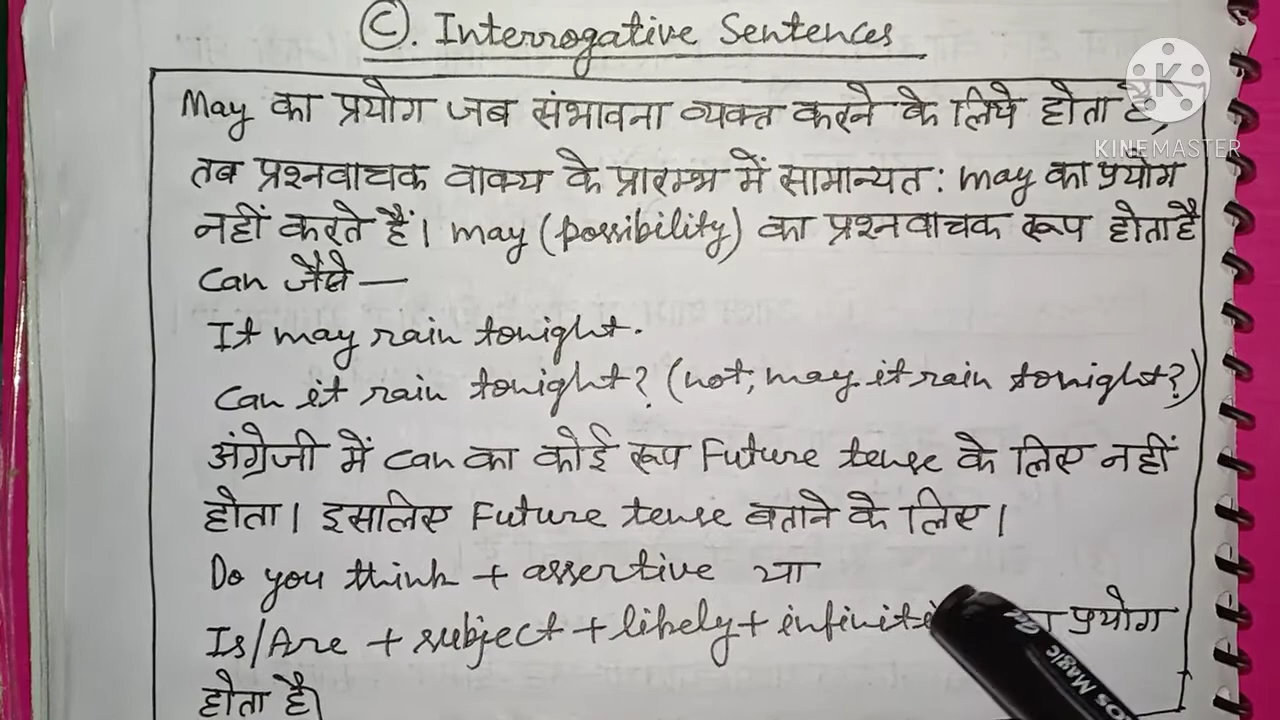 C. Interrogative Sentences
May का प्रयोग जब संभावना व्यक्त करने के लिये होता है,
तब प्रश्नवाचक वाक्य के प्रारम्भ में सामान्यत: may का प्रयोग
नहीं करते हैं। may (possibility) का प्रश्नवाचक रूप होता है
Can जैसे —
It may rain tonight.
Can it rain tonight? (not, may it rain tonight?)
अंग्रेजी में can का कोई रूप Future tense के लिए नहीं
होता। इसलिए Future tense बताने के लिए।
Do you think + assertive या
Is/Are + subject + likely + प्रयोग
होता है।
K
KINEMASTER